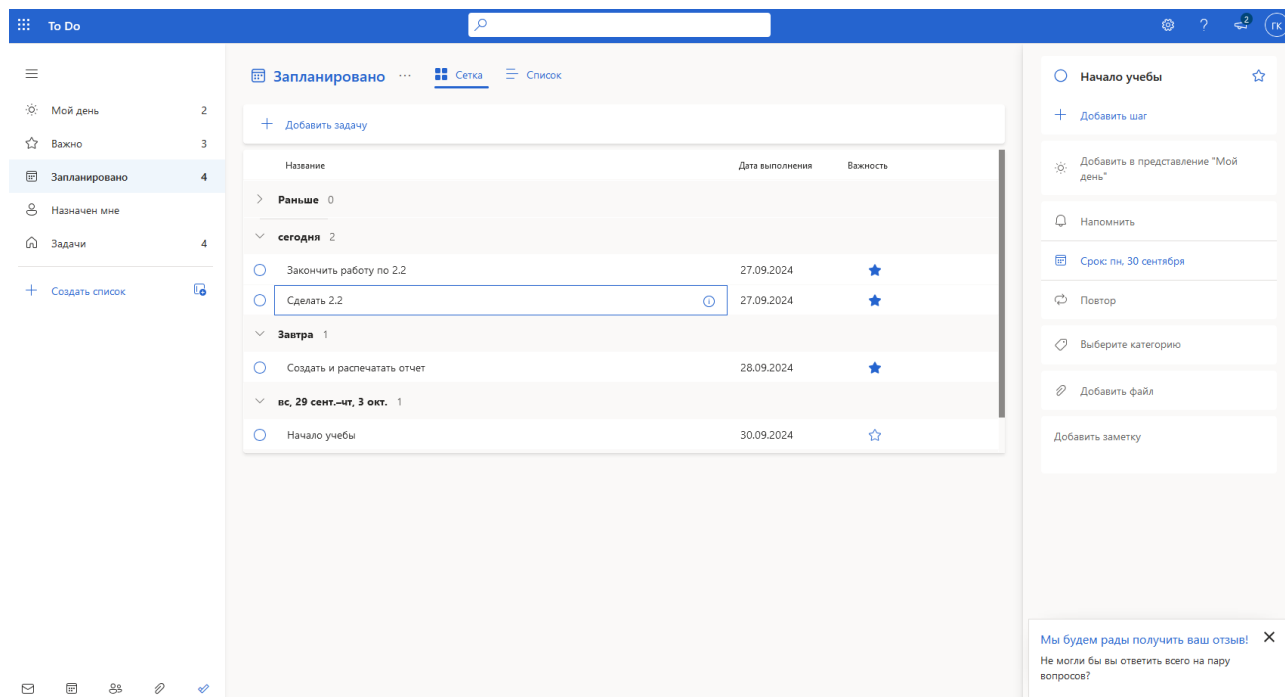 To Do
2
ГК
Запланировано ... Сетка Список
Мой день 2
Важно 3
Запланировано 4
Назначен мне
Задачи 4
Создать список
Добавить задачу
Название Дата выполнения Важность
Раньше 0
сегодня 2
Закончить работу по 2.2 27.09.2024
Сделать 2.2 27.09.2024
Завтра 1
Создать и распечатать отчет 28.09.2024
вс, 29 сент.–чт, 3 окт. 1
Начало учебы 30.09.2024
Начало учебы
Добавить шаг
Добавить в представление "Мой
день"
Напомнить
Срок: пн, 30 сентября
Повтор
Выберите категорию
Добавить файл
Добавить заметку
Мы будем рады получить ваш отзыв!
Не могли бы вы ответить всего на пару
вопросов?